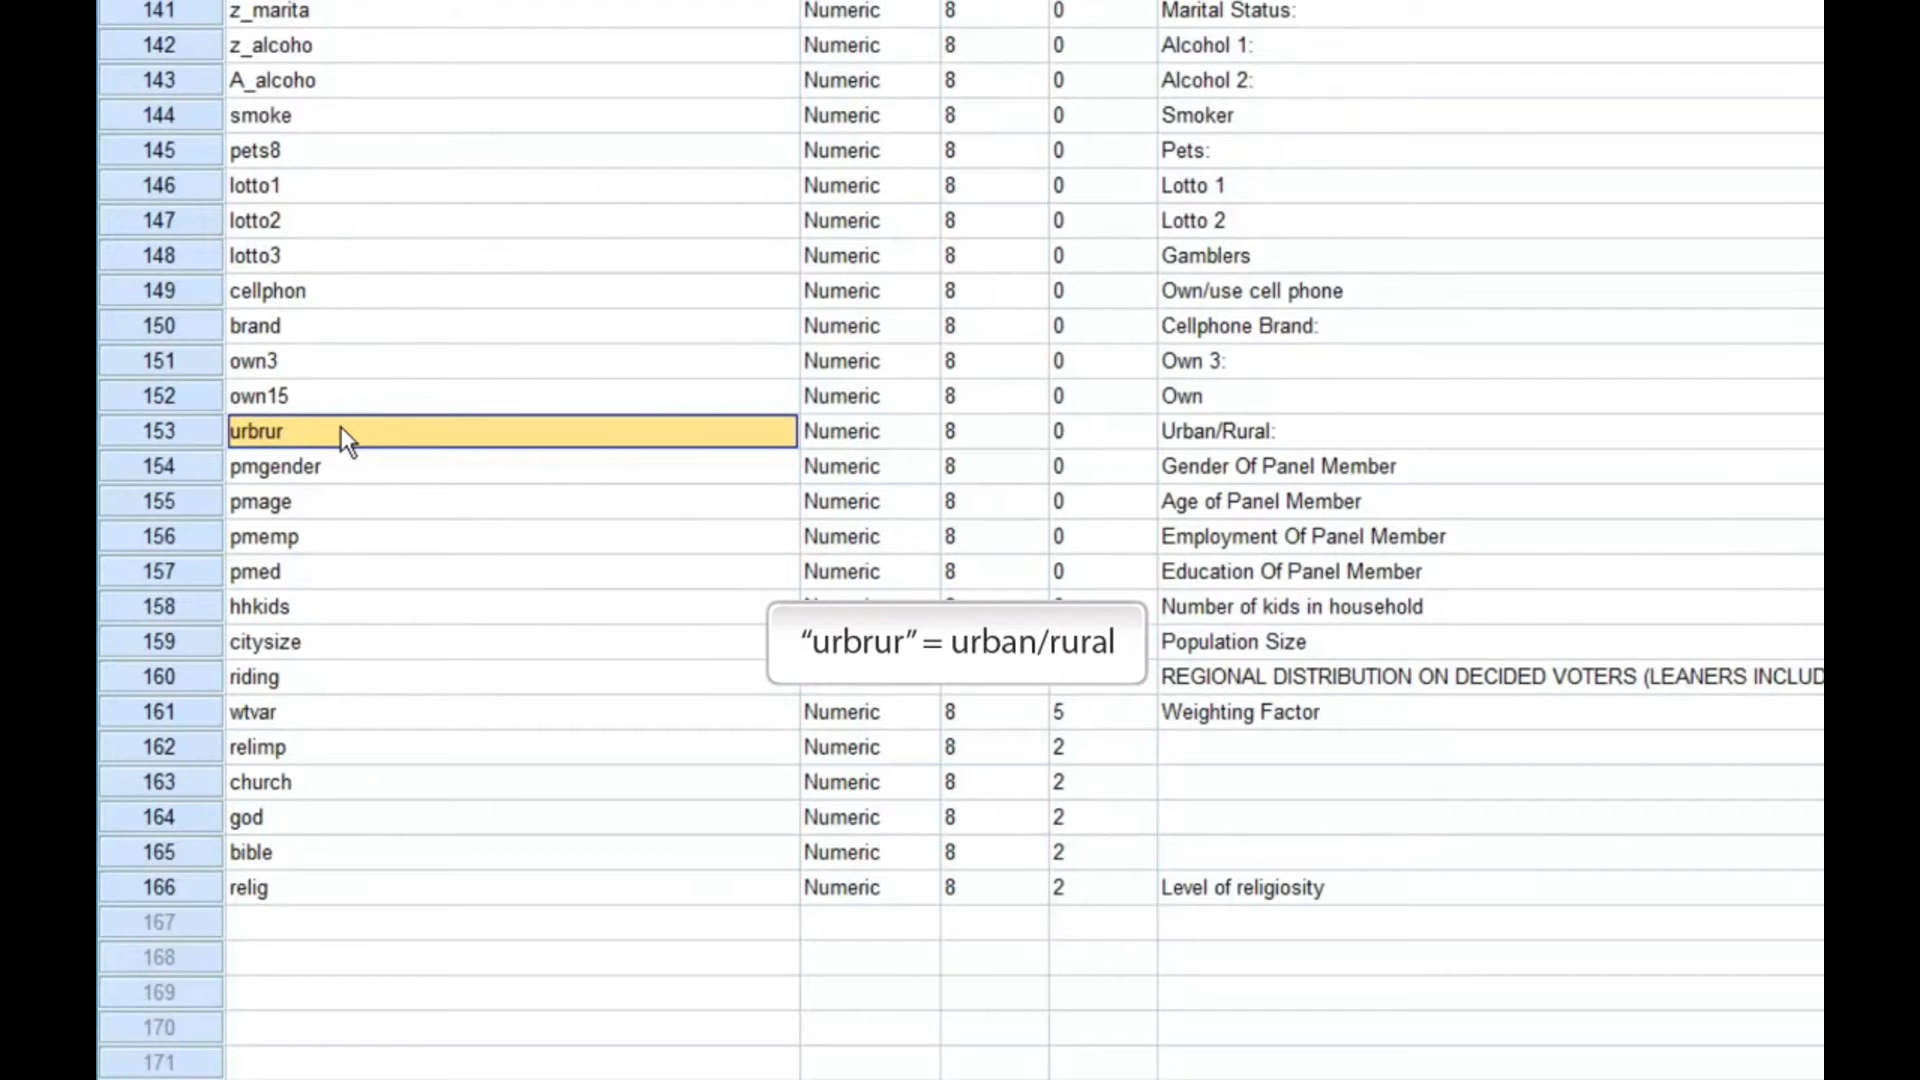 141 z_marita Numeric 8 0 Marital Status:
142 z_alcoho Numeric 8 0 Alcohol 1:
143 A_alcoho Numeric 8 0 Alcohol 2:
144 smoke Numeric 8 0 Smoker
145 pets8 Numeric 8 0 Pets:
146 lotto1 Numeric 8 0 Lotto 1
147 lotto2 Numeric 8 0 Lotto 2
148 lotto3 Numeric 8 0 Gamblers
149 cellphon Numeric 8 0 Own/use cell phone
150 brand Numeric 8 0 Cellphone Brand:
151 own3 Numeric 8 0 Own 3:
152 own15 Numeric 8 0 Own
153 urbrur Numeric 8 0 Urban/Rural:
154 pmgender Numeric 8 0 Gender Of Panel Member
155 pmage Numeric 8 0 Age of Panel Member
156 pmemp Numeric 8 0 Employment Of Panel Member
157 pmed Numeric 8 0 Education Of Panel Member
158 hhkids Number of kids in household
159 citysize Population Size
“urbrur” = urban/rural
160 riding REGIONAL DISTRIBUTION ON DECIDED VOTERS (LEANERS INCLUD
161 wtvar Numeric 8 5 Weighting Factor
162 relimp Numeric 8 2
163 church Numeric 8 2
164 god Numeric 8 2
165 bible Numeric 8 2
166 relig Numeric 8 2 Level of religiosity
167
168
169
170
171